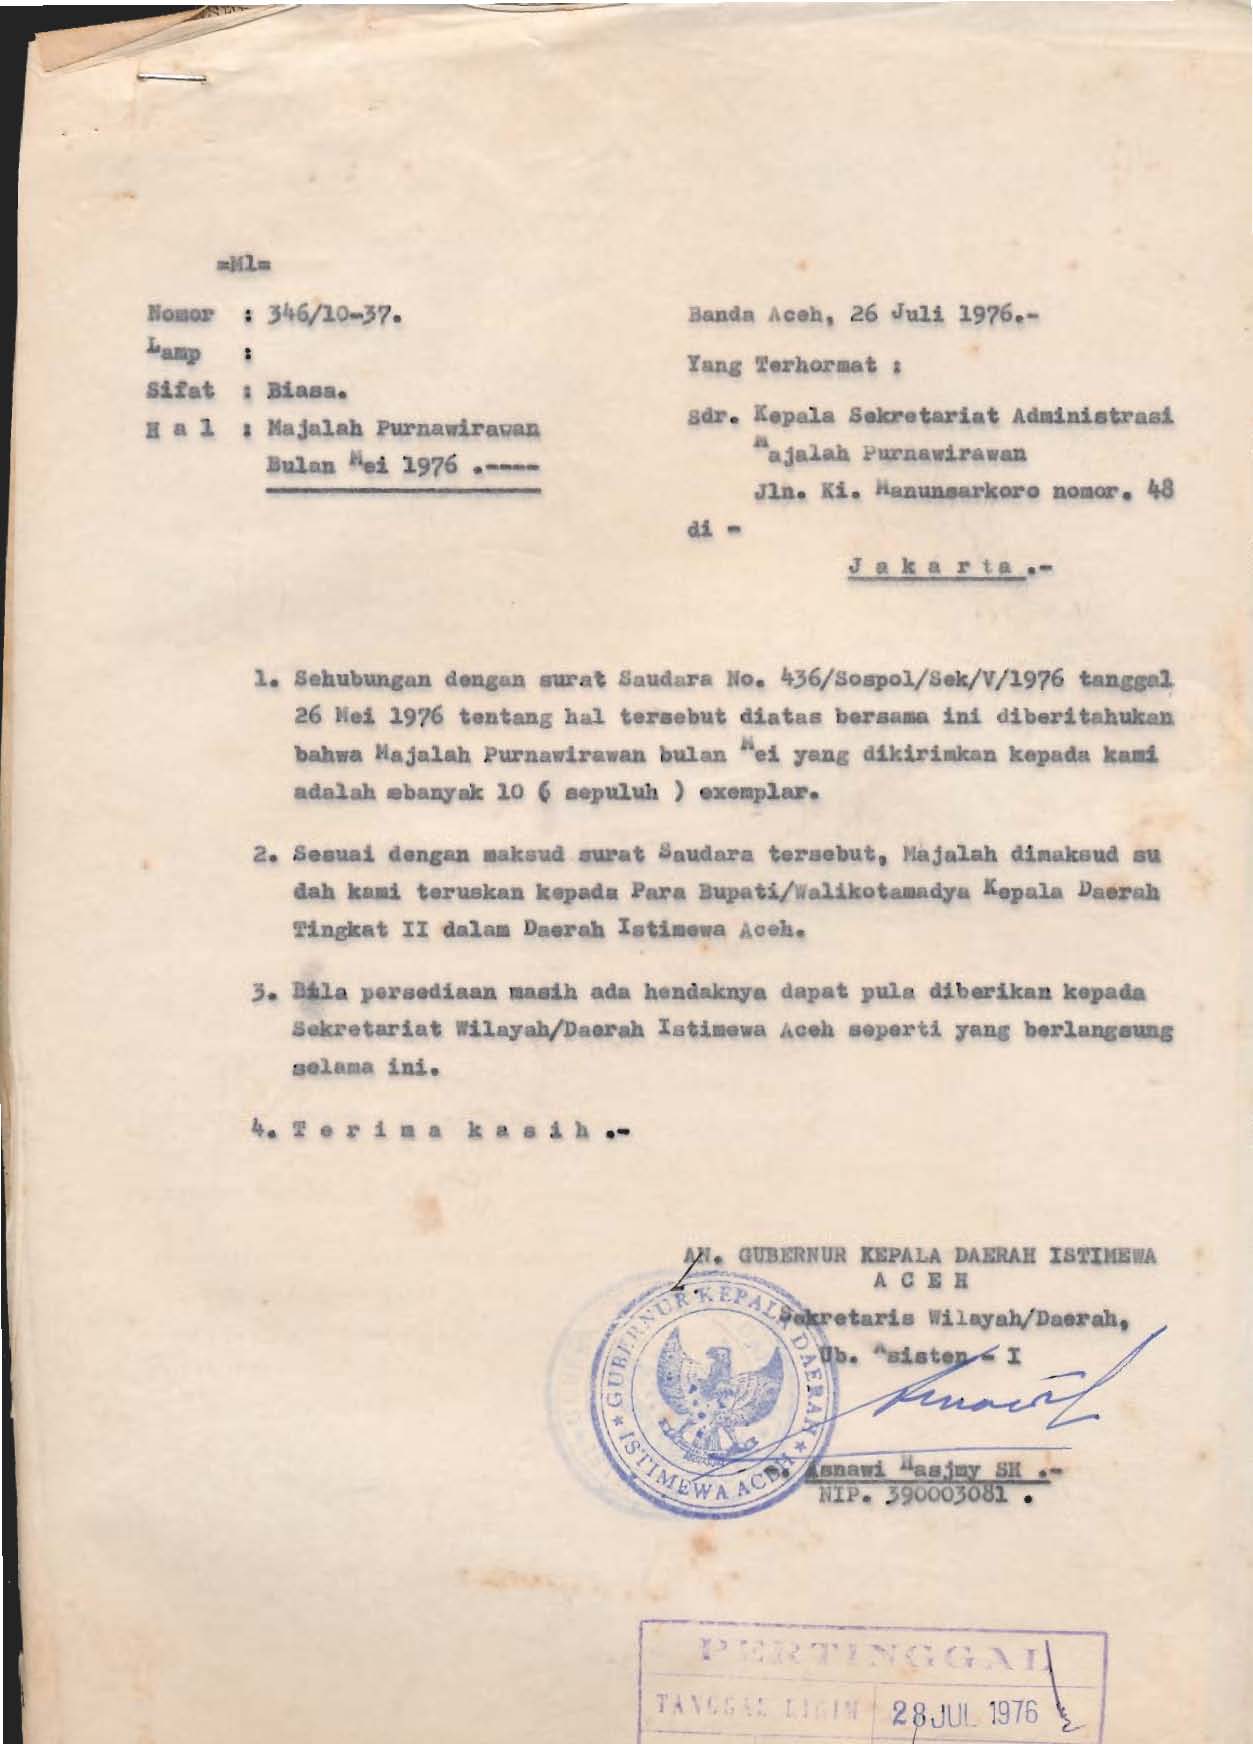 =Ml=
Nomor : 346/10-37.
Lamp :
Sifat : Biasa.
H a l : Majalah Purnawirawan
Bulan Mei 1976 .----
Banda Aceh, 26 Juli 1976.-
Yang Terhormat :
Sdr. Kepala Sekretariat Administrasi
Majalah Purnawirawan
Jln. Ki. Manunsarkoro nomor. 48
di -
J a k a r t a .-
1. Sehubungan dengan surat Saudara No. 436/Sospol/Sek/V/1976 tanggal
26 Mei 1976 tentang hal tersebut diatas bersama ini diberitahukan
bahwa Majalah Purnawirawan bulan Mei yang dikirimkan kepada kami
adalah sebanyak 10 ( sepuluh ) exemplar.
2. Sesuai dengan maksud surat Saudara tersebut, Majalah dimaksud su
dah kami teruskan kepada Para Bupati/Walikotamadya Kepala Daerah
Tingkat II dalam Daerah Istimewa Aceh.
3. Bila persediaan masih ada hendaknya dapat pula diberikan kepada
Sekretariat Wilayah/Daerah Istimewa Aceh seperti yang berlangsung
selama ini.
4. T e r i m a k a s i h .-
AN. GUBERNUR KEPALA DAERAH ISTIMEWA
A C E H
Sekretaris Wilayah/Daerah,
Ub. Asisten - I
GUBERNUR KEPALA DAERAH
★ ISTIMEWA ACEH ★
Asnawi Hasjmy SH .-
NIP. 390003081 .
PERTINGGAL
TANGGAL KIRIM 28 JUL 1976